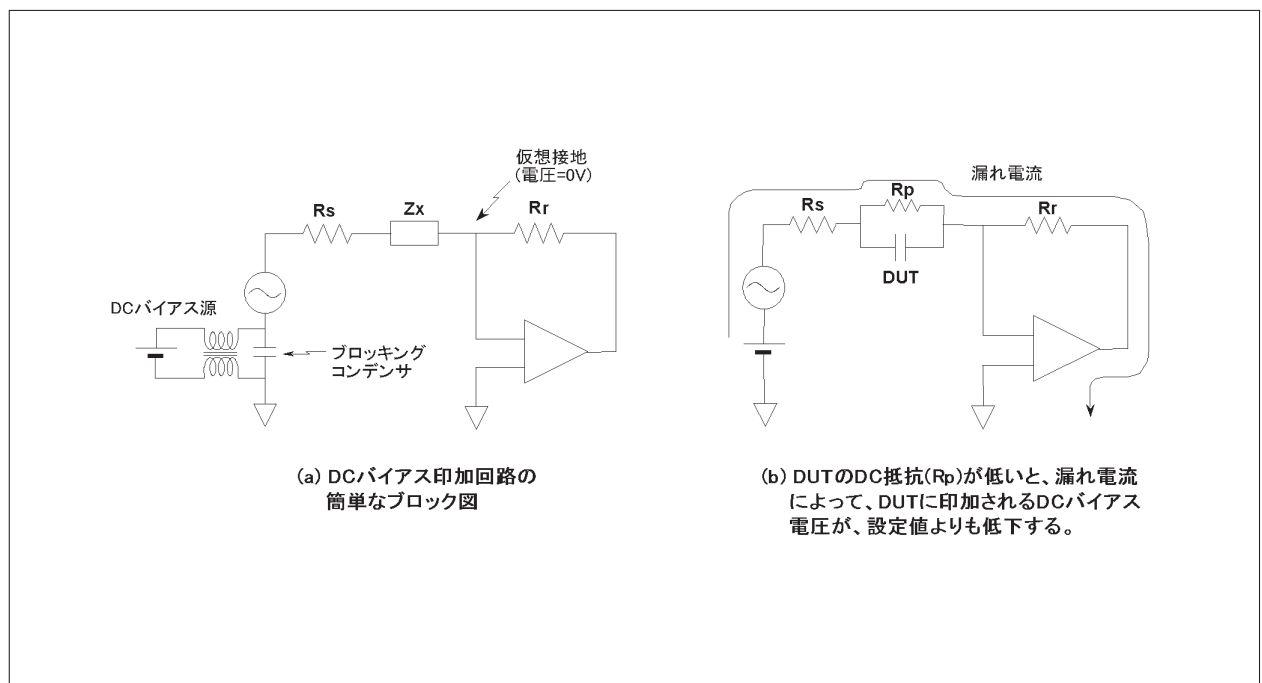 仮想接地
(電圧=0V)
Rs
Zx
Rr
DCバイアス源
ブロッキング
コンデンサ
(a) DCバイアス印加回路の
簡単なブロック図
漏れ電流
Rp
Rs
Rr
DUT
(b) DUTのDC抵抗(Rp)が低いと、漏れ電流
によって、DUTに印加されるDCバイアス
電圧が、設定値よりも低下する。